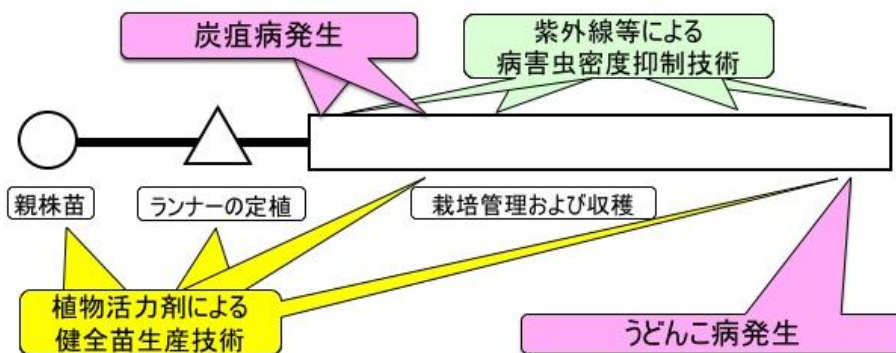 炭疽病発生
紫外線等による
病害虫密度抑制技術
親株苗
ランナーの定植
栽培管理および収穫
植物活力剤による
健全苗生産技術
うどんこ病発生